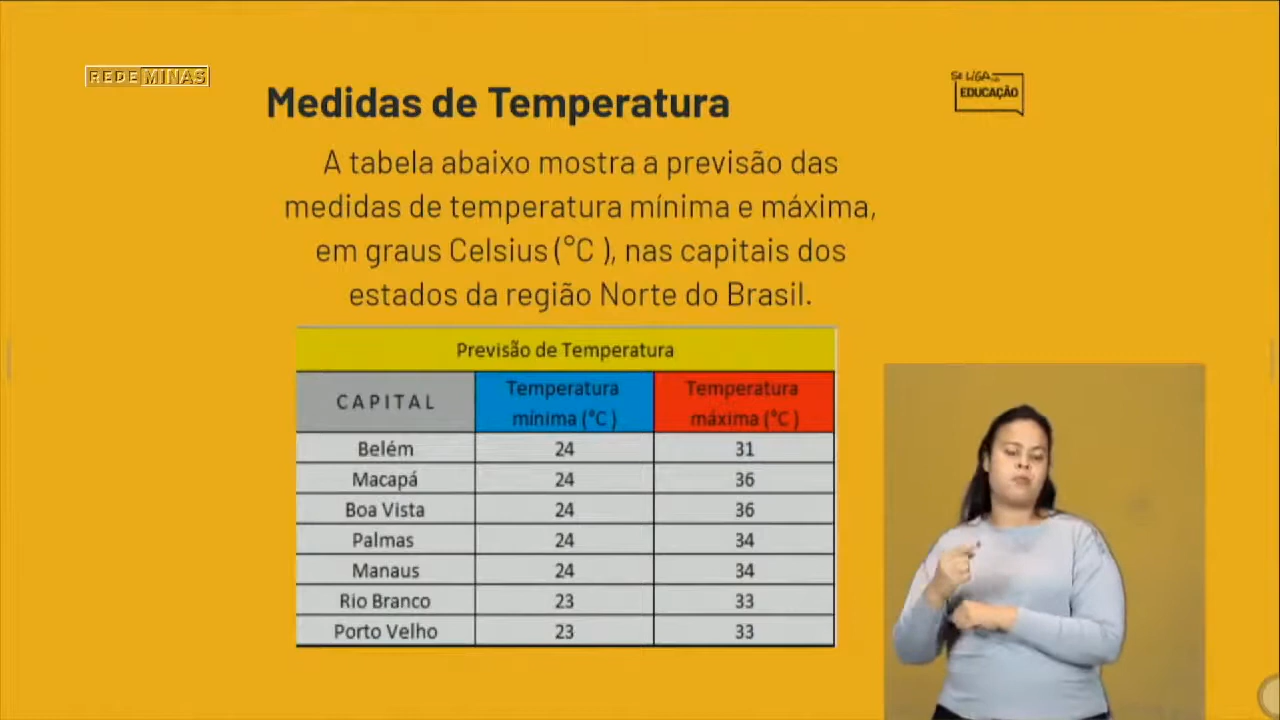 REDE MINAS
SE LIGA NA
EDUCAÇÃO
Medidas de Temperatura
A tabela abaixo mostra a previsão das
medidas de temperatura mínima e máxima,
em graus Celsius (°C ), nas capitais dos
estados da região Norte do Brasil.
Previsão de Temperatura
CAPITAL Temperatura mínima (°C ) Temperatura máxima (°C )
Belém 24 31
Macapá 24 36
Boa Vista 24 36
Palmas 24 34
Manaus 24 34
Rio Branco 23 33
Porto Velho 23 33